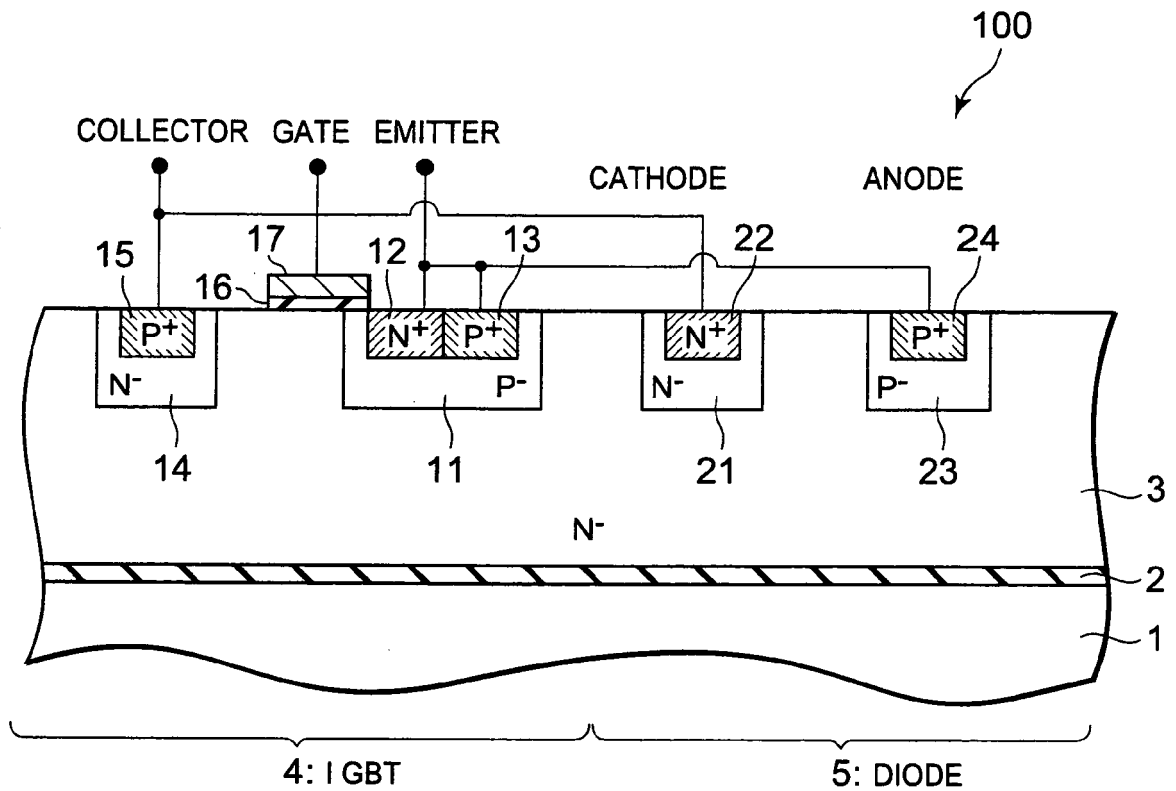 100
COLLECTOR GATE EMITTER
CATHODE ANODE
15 17 12 13 22 24
16
P+ N+ P+ N+ P+
N- P- N- P-
14 11 21 23
3
N-
2
1
4: IGBT 5: DIODE